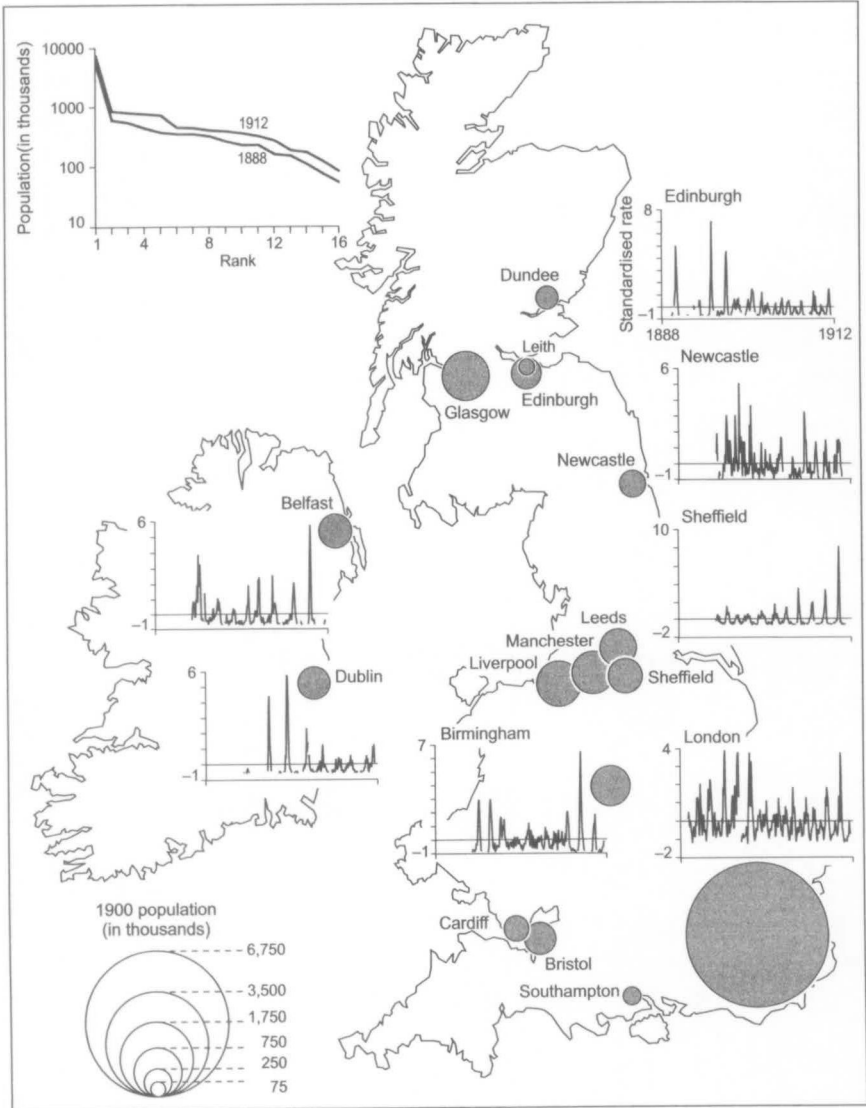 Population(in thousands)
10000
1000
100
10
1912
1888
1
4
8
12
16
Rank
Edinburgh
Standardised rate
8
–1
1888
1912
Dundee
Leith
Edinburgh
Glasgow
Newcastle
6
–1
Newcastle
Belfast
6
–1
Sheffield
10
–2
Leeds
Manchester
Liverpool
Sheffield
6
Dublin
–1
Birmingham
7
–1
London
4
–2
1900 population
(in thousands)
6,750
3,500
1,750
750
250
75
Cardiff
Bristol
Southampton